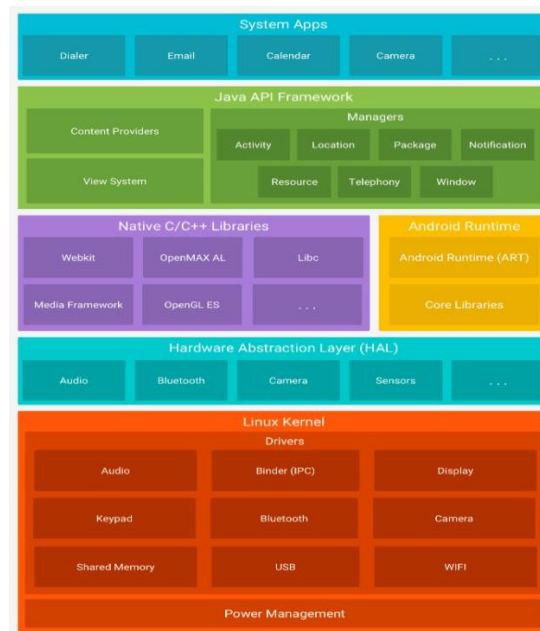 System Apps
Dialer Email Calendar Camera . . .
Java API Framework
Content Providers
View System
Managers
Activity Location Package Notification
Resource Telephony Window
Native C/C++ Libraries
Webkit OpenMAX AL Libc
Media Framework OpenGL ES . . .
Android Runtime
Android Runtime (ART)
Core Libraries
Hardware Abstraction Layer (HAL)
Audio Bluetooth Camera Sensors . . .
Linux Kernel
Drivers
Audio Binder (IPC) Display
Keypad Bluetooth Camera
Shared Memory USB WIFI
Power Management